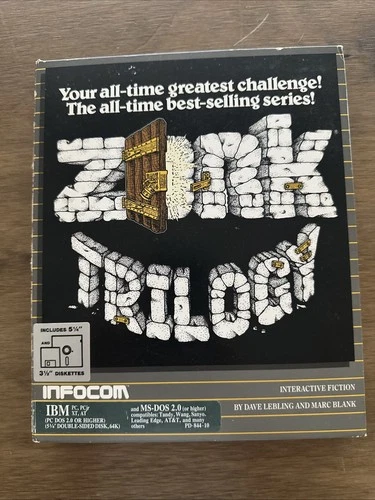 Your all-time greatest challenge!
The all-time best-selling series!
ZORK
TRILOGY
INCLUDES 5¼"
AND
3½" DISKETTES
INFOCOM
INTERACTIVE FICTION
BY DAVE LEBLING AND MARC BLANK
IBM PC, PCjr
XT, AT
(PC DOS 2.0 OR HIGHER)
(5¼" DOUBLE-SIDED DISK, 64K)
and MS-DOS 2.0 (or higher)
compatibles: Tandy, Wang, Sanyo,
Leading Edge, AT&T, and many
others PD-844-10